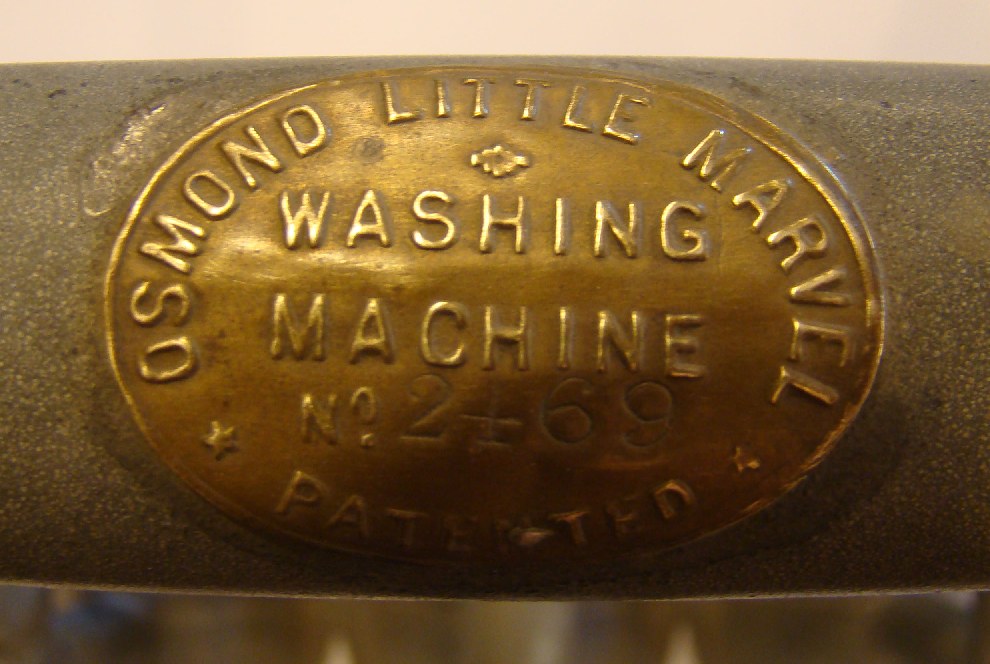 OSMOND LITTLE MARVEL
WASHING
MACHINE
No. 2469
PATENTED